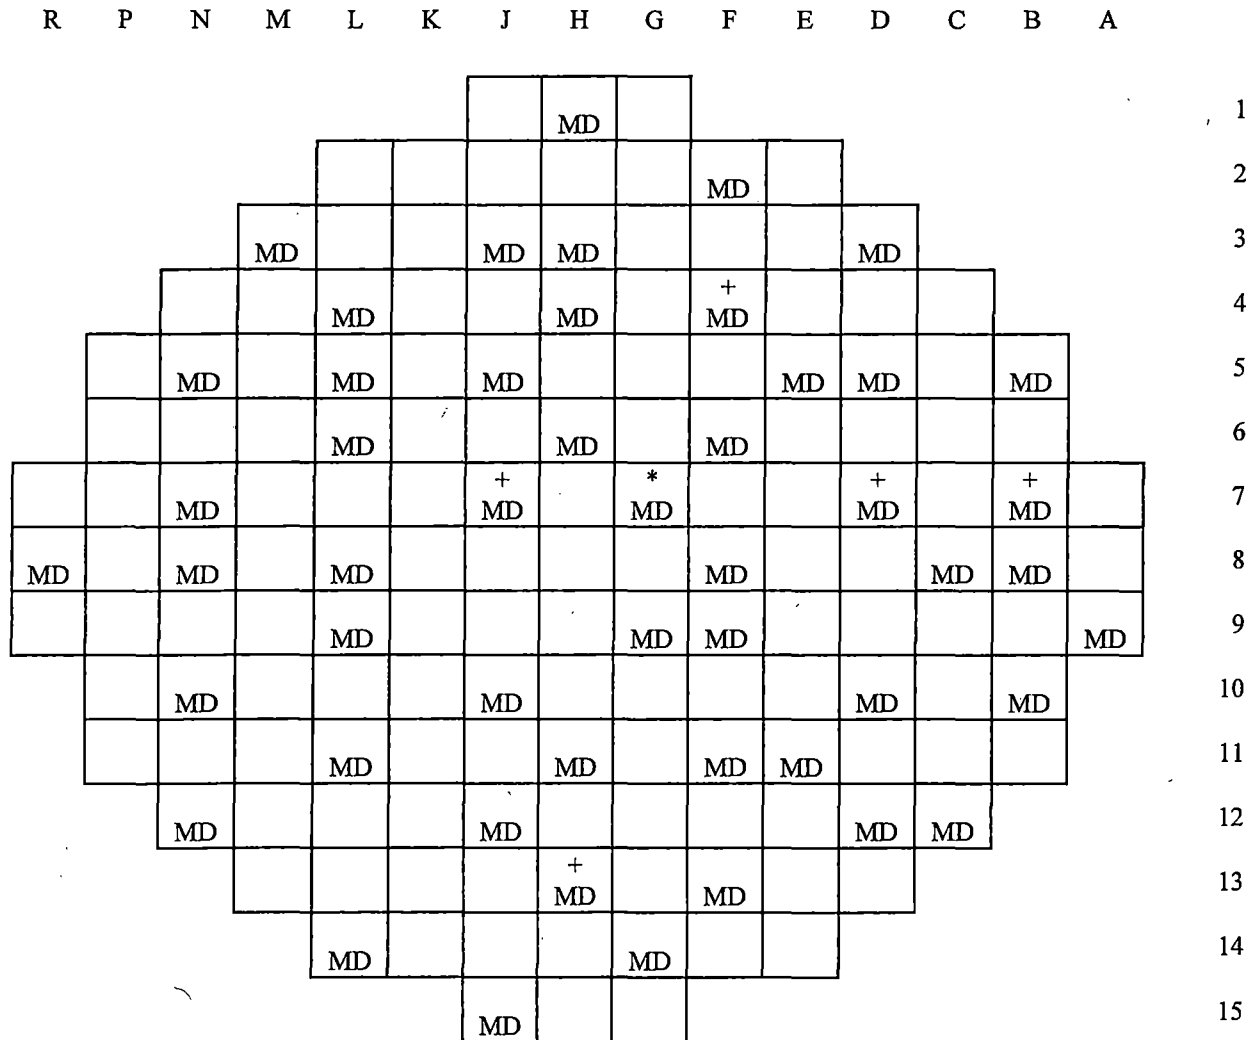 R P N M L K J H G F E D C B A
MD 1
MD 2
MD MD MD MD 3
+
MD MD MD 4
MD MD MD MD MD MD 5
MD MD MD 6
+ * + +
MD MD MD MD MD 7
MD MD MD MD MD MD 8
MD MD MD MD 9
MD MD MD MD 10
MD MD MD MD 11
MD MD MD MD 12
+
MD MD 13
MD MD 14
MD 15